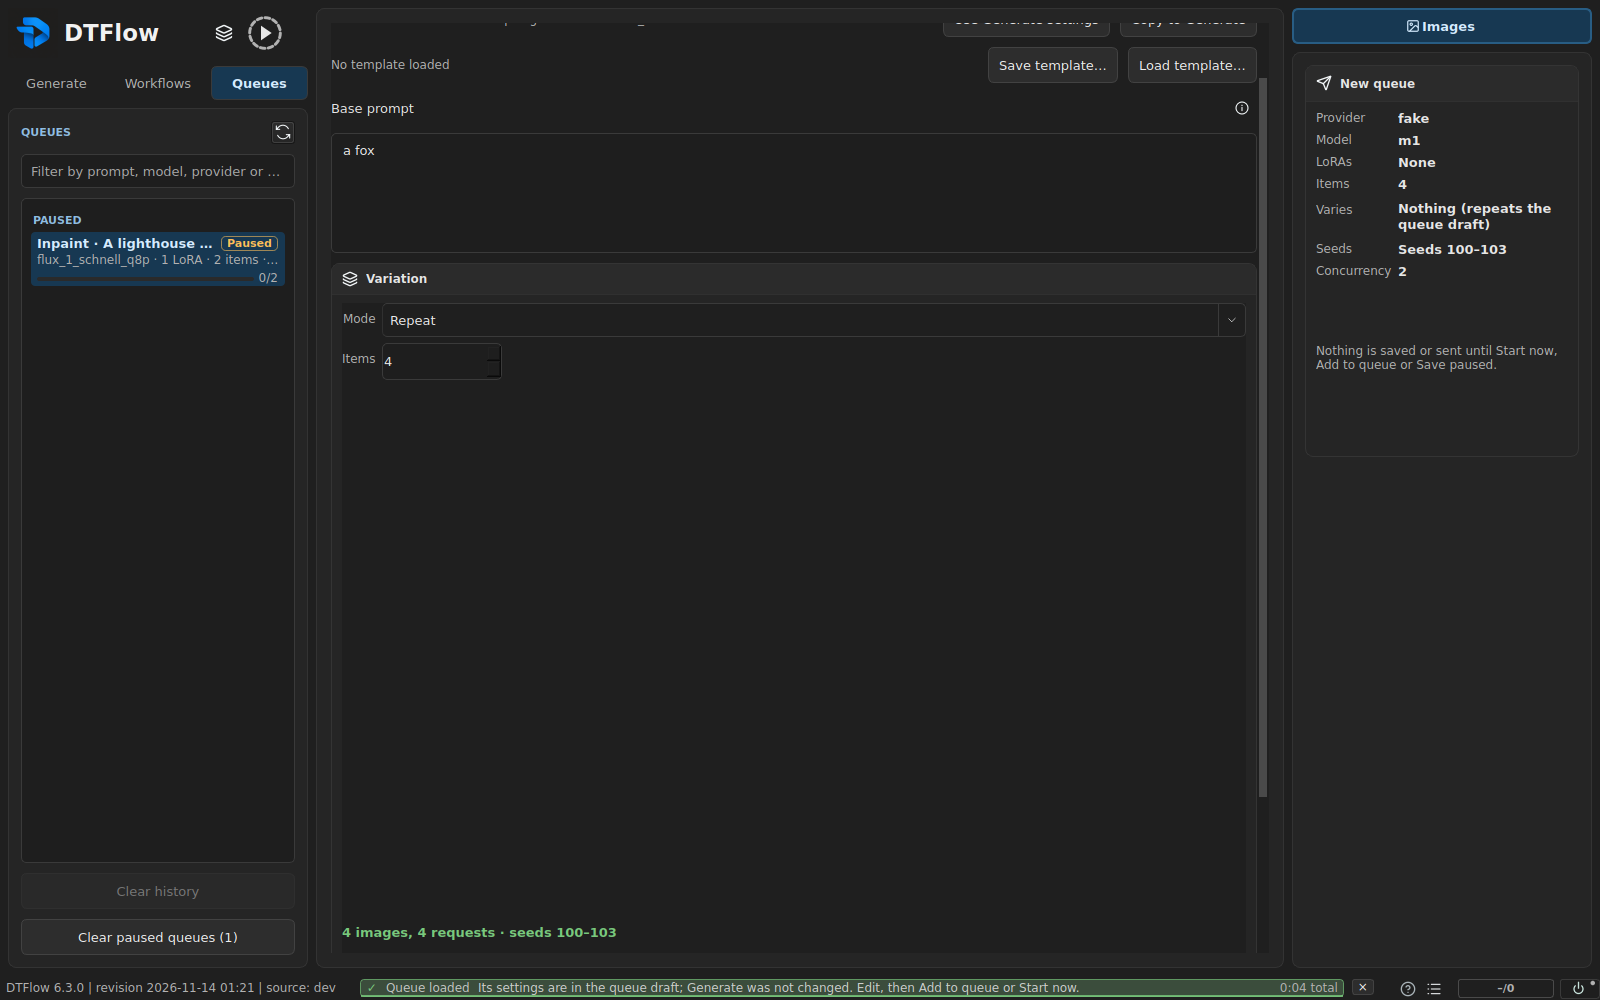 DTFlow
Generate
Workflows
Queues
QUEUES
Filter by prompt, model, provider or ...
PAUSED
Inpaint · A lighthouse ...
Paused
flux_1_schnell_q8p · 1 LoRA · 2 items ·...
0/2
Clear history
Clear paused queues (1)
No template loaded
Save template...
Load template...
Base prompt
a fox
Variation
Mode
Repeat
Items
4
4 images, 4 requests · seeds 100–103
Images
New queue
Provider
fake
Model
m1
LoRAs
None
Items
4
Varies
Nothing (repeats the
queue draft)
Seeds
Seeds 100–103
Concurrency
2
Nothing is saved or sent until Start now,
Add to queue or Save paused.
DTFlow 6.3.0 | revision 2026-11-14 01:21 | source: dev
✓ Queue loaded Its settings are in the queue draft; Generate was not changed. Edit, then Add to queue or Start now.
0:04 total
–/0